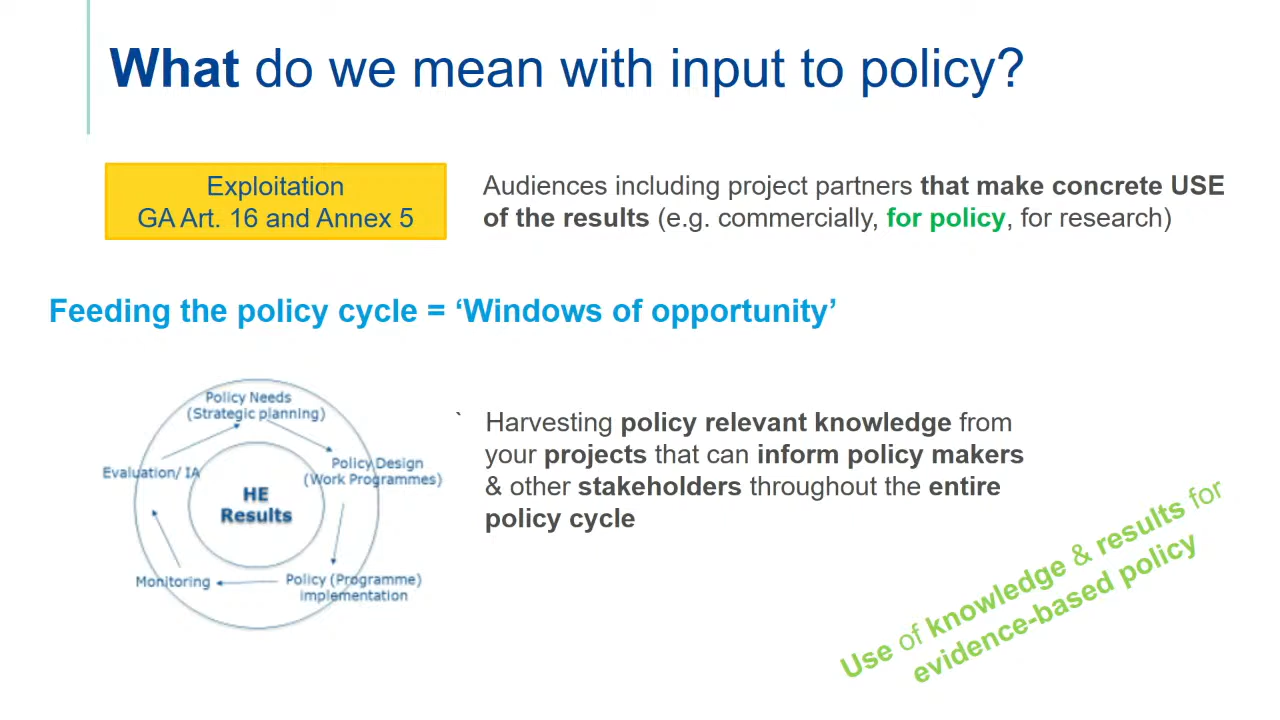 What do we mean with input to policy?
Exploitation
GA Art. 16 and Annex 5
Audiences including project partners that make concrete USE
of the results (e.g. commercially, for policy, for research)
Feeding the policy cycle = ‘Windows of opportunity’
Policy Needs
(Strategic planning)
Policy Design
(Work Programmes)
Policy (Programme)
implementation
Monitoring
Evaluation/ IA
HE
Results
` Harvesting policy relevant knowledge from
your projects that can inform policy makers
& other stakeholders throughout the entire
policy cycle
Use of knowledge & results for
evidence-based policy